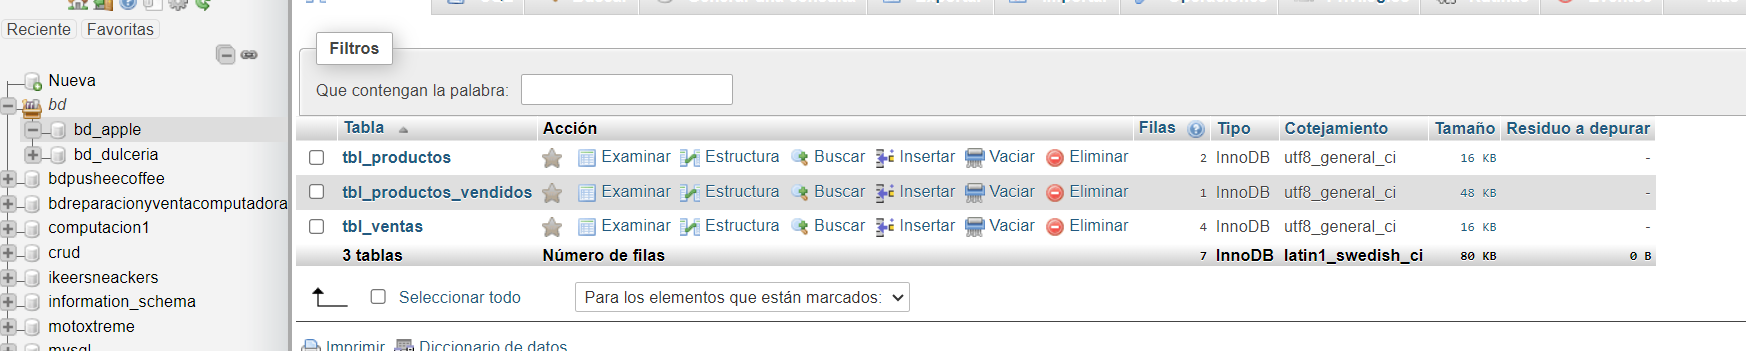 Reciente Favoritas
Nueva
bd
bd_apple
bd_dulceria
bdpusheecoffee
bdreparacionyventacomputadora
computacion1
crud
ikeersneackers
information_schema
motoxtreme
mysql
Filtros
Que contengan la palabra:
Tabla Acción Filas Tipo Cotejamiento Tamaño Residuo a depurar
tbl_productos Examinar Estructura Buscar Insertar Vaciar Eliminar 2 InnoDB utf8_general_ci 16 KB -
tbl_productos_vendidos Examinar Estructura Buscar Insertar Vaciar Eliminar 1 InnoDB utf8_general_ci 48 KB -
tbl_ventas Examinar Estructura Buscar Insertar Vaciar Eliminar 4 InnoDB utf8_general_ci 16 KB -
3 tablas Número de filas 7 InnoDB latin1_swedish_ci 80 KB 0 B
Seleccionar todo Para los elementos que están marcados:
Imprimir Diccionario de datos